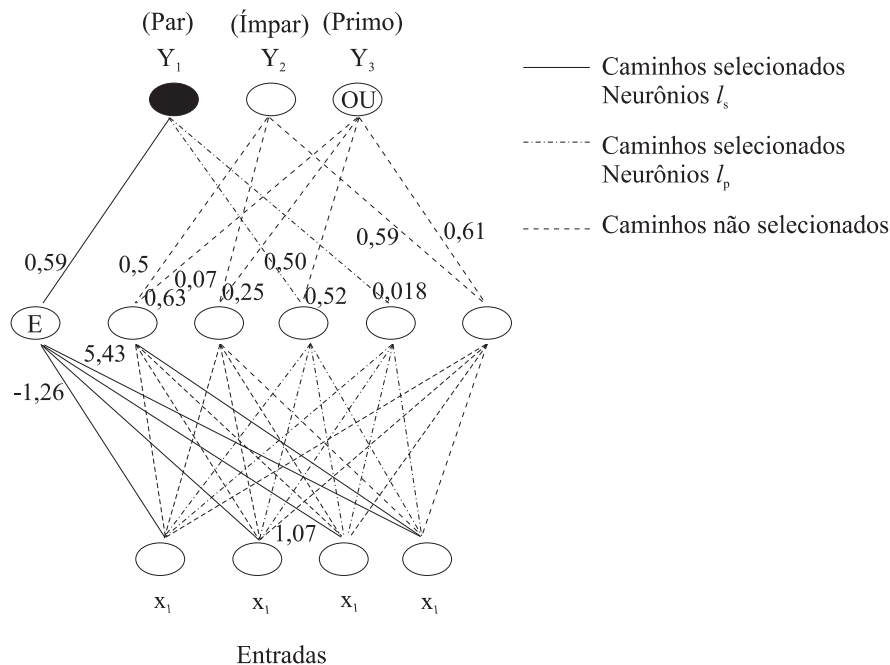 (Par) (Ímpar) (Primo)
Y₁ Y₂ Y₃
OU
Caminhos selecionados
Neurônios lₛ
Caminhos selecionados
Neurônios lₚ
Caminhos não selecionados
0,59 0,5 0,07 0,50 0,59 0,61
0,63 0,25 0,52 0,018
E
5,43
-1,26
1,07
x₁ x₁ x₁ x₁
Entradas